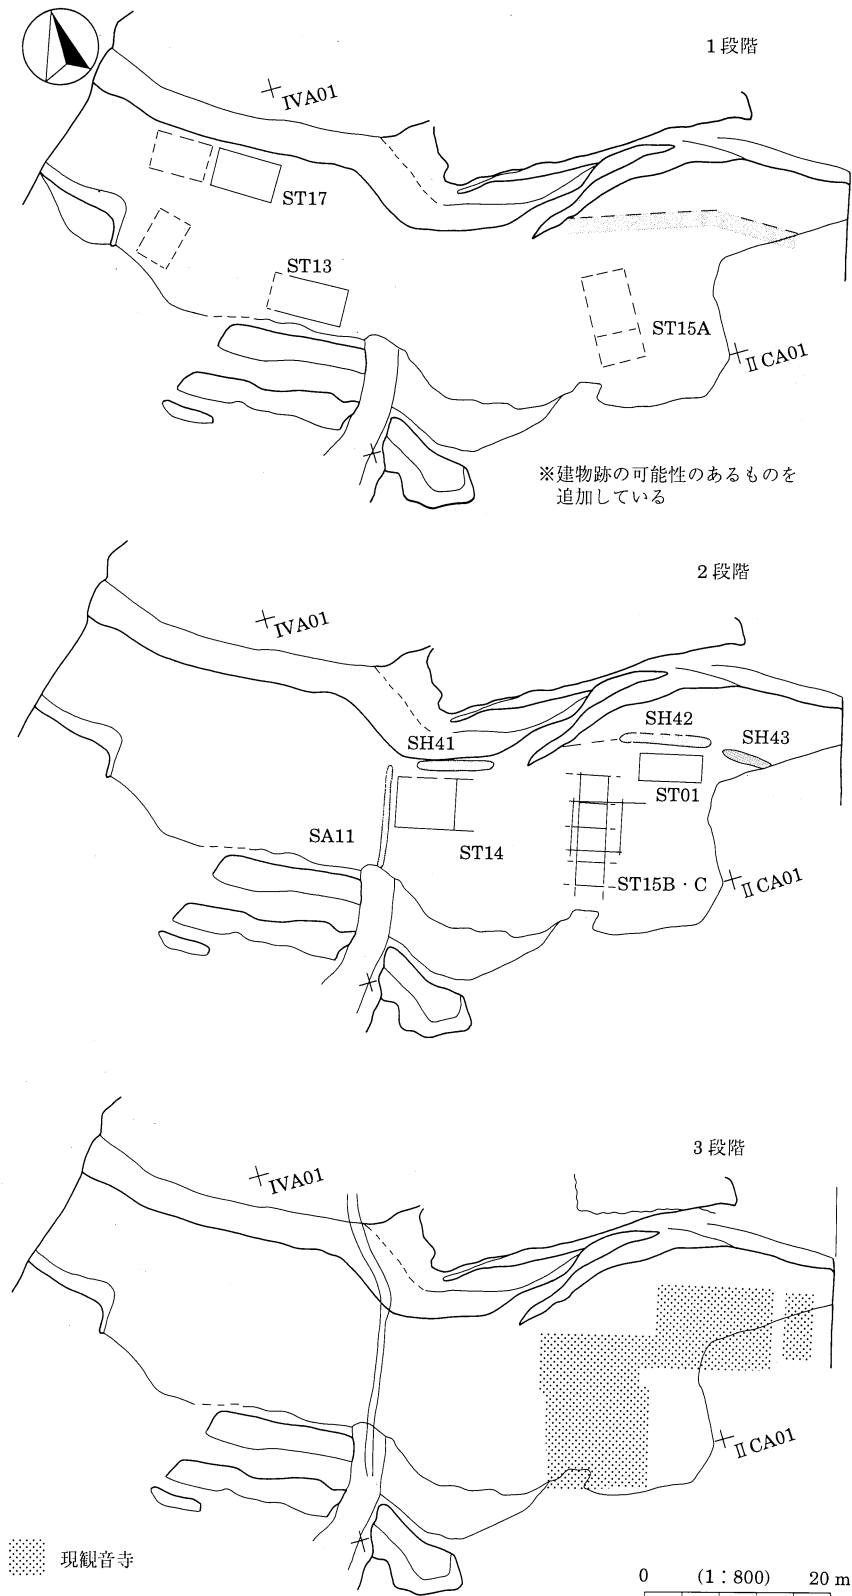 1段階
IVA01
ST17
ST13
ST15A
ⅡCA01
※建物跡の可能性のあるものを
追加している
2段階
IVA01
SH42
SH41
SH43
ST01
SA11
ST14
ST15B・C
ⅡCA01
3段階
IVA01
ⅡCA01
現観音寺
0 (1：800) 20 m